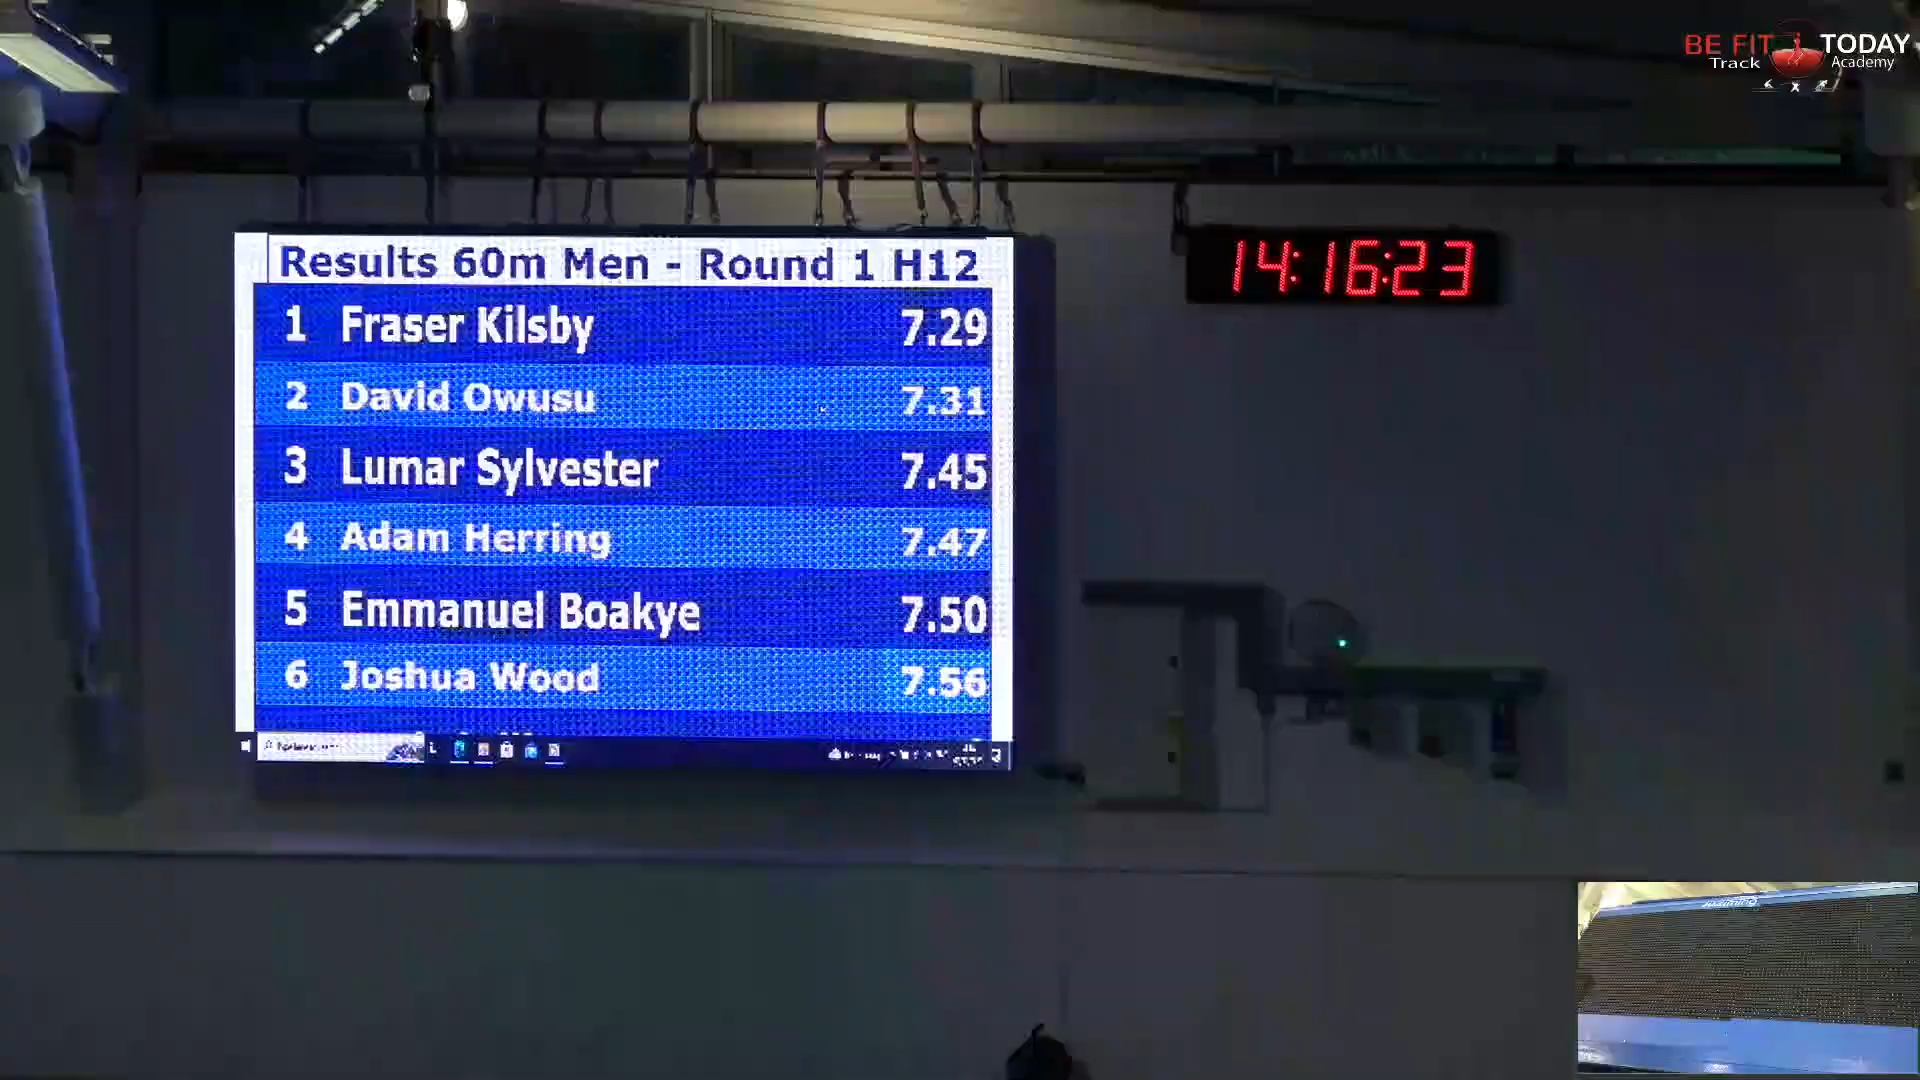 BE FIT TODAY
Track Academy
Results 60m Men - Round 1 H12
1 Fraser Kilsby 7.29
2 David Owusu 7.31
3 Lumar Sylvester 7.45
4 Adam Herring 7.47
5 Emmanuel Boakye 7.50
6 Joshua Wood 7.56
14:16:23